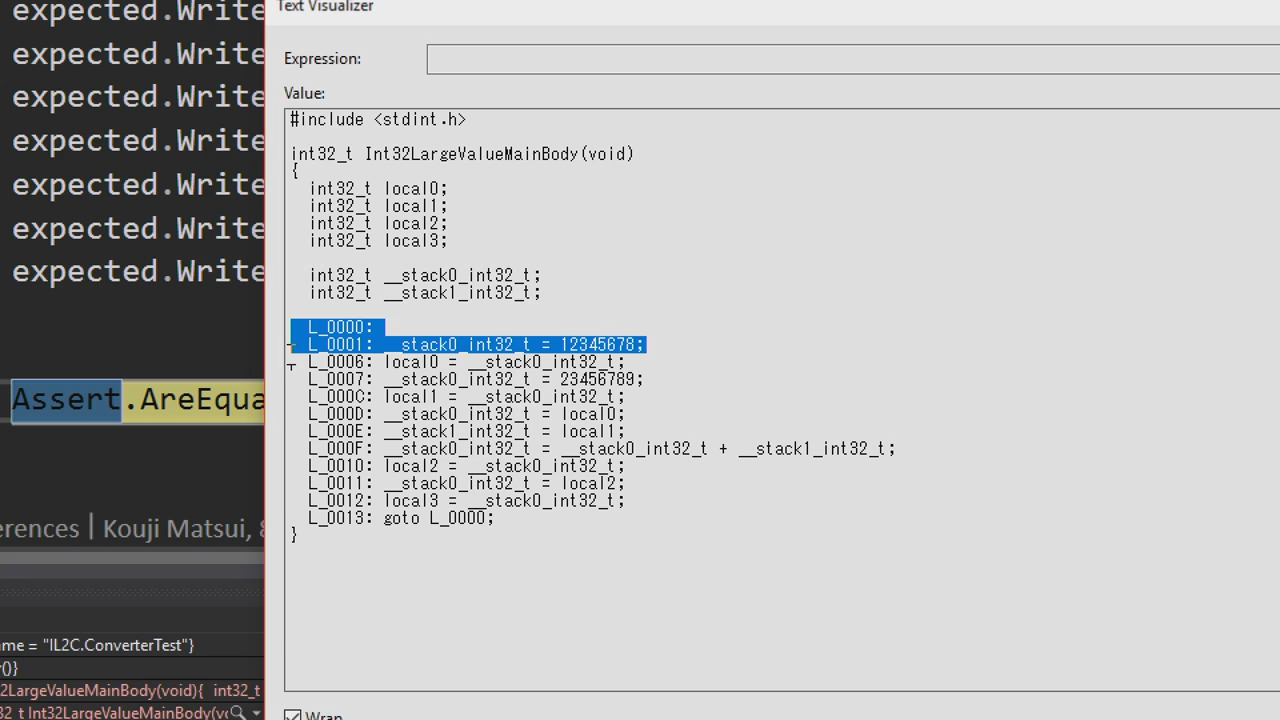 expected.Write
expected.Write
expected.Write
expected.Write
expected.Write
expected.Write
expected.Write
Assert.AreEqua
erences | Kouji Matsui,
ame = "IL2C.ConverterTest"}
r()}
2LargeValueMainBody(void){ int32_t
32_t Int32LargeValueMainBody(v
Text Visualizer
Expression:
Value:
#include <stdint.h>
int32_t Int32LargeValueMainBody(void)
{
int32_t local0;
int32_t local1;
int32_t local2;
int32_t local3;
int32_t __stack0_int32_t;
int32_t __stack1_int32_t;
L_0000:
L_0001: __stack0_int32_t = 12345678;
L_0006: local0 = __stack0_int32_t;
L_0007: __stack0_int32_t = 23456789;
L_000C: local1 = __stack0_int32_t;
L_000D: __stack0_int32_t = local0;
L_000E: __stack1_int32_t = local1;
L_000F: __stack0_int32_t = __stack0_int32_t + __stack1_int32_t;
L_0010: local2 = __stack0_int32_t;
L_0011: __stack0_int32_t = local2;
L_0012: local3 = __stack0_int32_t;
L_0013: goto L_0000;
}
Wrap